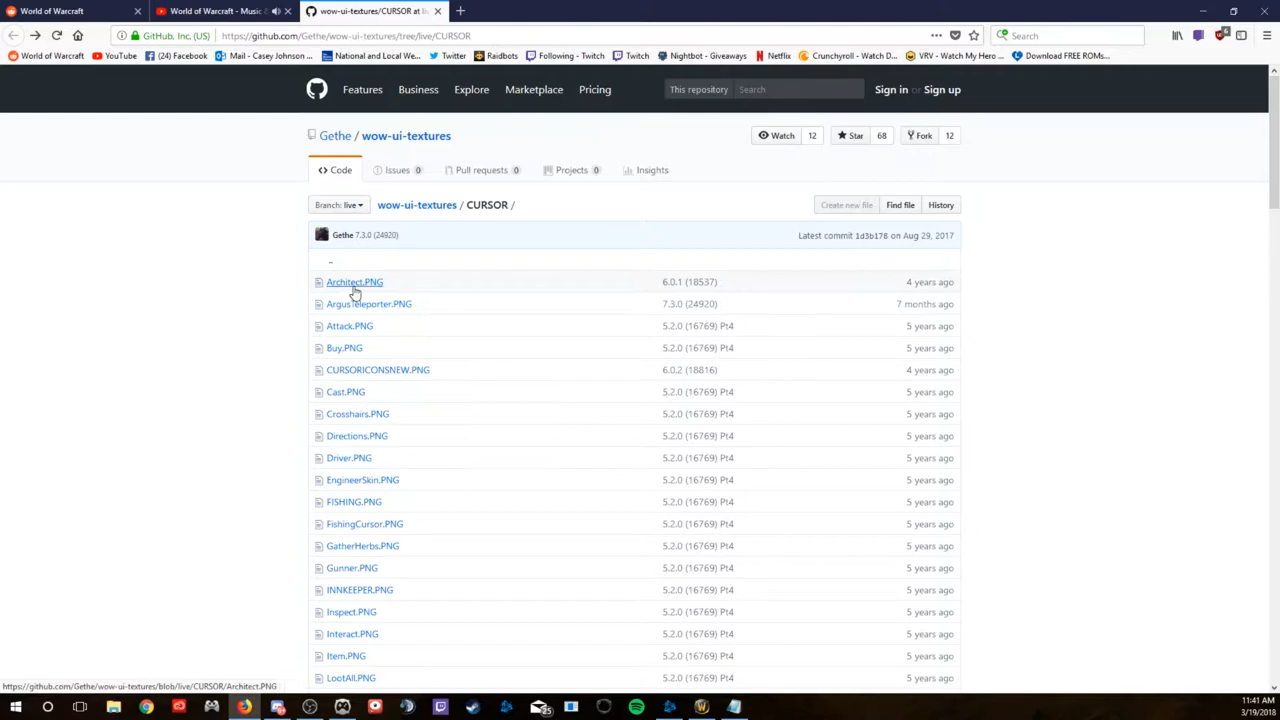 World of Warcraft
World of Warcraft - Music &
wow-ui-textures/CURSOR at li
GitHub, Inc. (US)
https://github.com/Gethe/wow-ui-textures/tree/live/CURSOR
Search
World of Warcraft
YouTube
(24) Facebook
Mail - Casey Johnson ...
National and Local We...
Twitter
Raidbots
Following - Twitch
Twitch
Nightbot - Giveaways
Netflix
Crunchyroll - Watch D...
VRV - Watch My Hero ...
Download FREE ROMs...
Features
Business
Explore
Marketplace
Pricing
This repository
Search
Sign in or Sign up
Gethe / wow-ui-textures
Watch 12
Star 68
Fork 12
<> Code
Issues 0
Pull requests 0
Projects 0
Insights
Branch: live
wow-ui-textures / CURSOR /
Create new file
Find file
History
Gethe 7.3.0 (24920)
Latest commit 1d3b178 on Aug 29, 2017
..
Architect.PNG 6.0.1 (18537) 4 years ago
ArgusTeleporter.PNG 7.3.0 (24920) 7 months ago
Attack.PNG 5.2.0 (16769) Pt4 5 years ago
Buy.PNG 5.2.0 (16769) Pt4 5 years ago
CURSORICONSNEW.PNG 6.0.2 (18816) 4 years ago
Cast.PNG 5.2.0 (16769) Pt4 5 years ago
Crosshairs.PNG 5.2.0 (16769) Pt4 5 years ago
Directions.PNG 5.2.0 (16769) Pt4 5 years ago
Driver.PNG 5.2.0 (16769) Pt4 5 years ago
EngineerSkin.PNG 5.2.0 (16769) Pt4 5 years ago
FISHING.PNG 5.2.0 (16769) Pt4 5 years ago
FishingCursor.PNG 5.2.0 (16769) Pt4 5 years ago
GatherHerbs.PNG 5.2.0 (16769) Pt4 5 years ago
Gunner.PNG 5.2.0 (16769) Pt4 5 years ago
INNKEEPER.PNG 5.2.0 (16769) Pt4 5 years ago
Inspect.PNG 5.2.0 (16769) Pt4 5 years ago
Interact.PNG 5.2.0 (16769) Pt4 5 years ago
Item.PNG 5.2.0 (16769) Pt4 5 years ago
LootAll.PNG 5.2.0 (16769) Pt4 5 years ago
https://github.com/Gethe/wow-ui-textures/blob/live/CURSOR/Architect.PNG
25
11:41 AM
3/19/2018